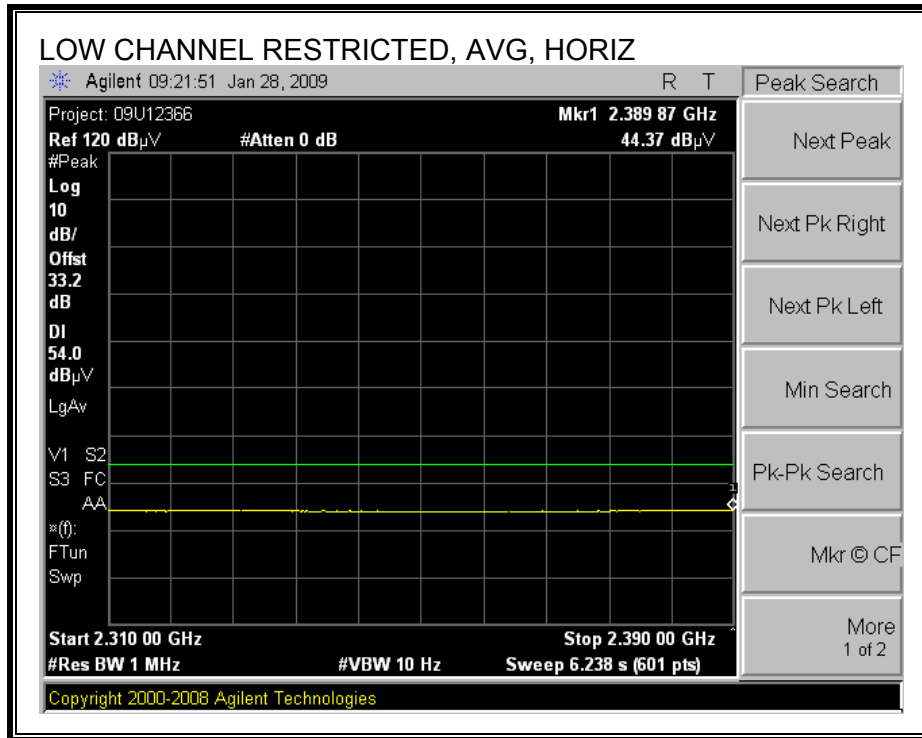 LOW CHANNEL RESTRICTED, AVG, HORIZ
Agilent 09:21:51 Jan 28, 2009 R T
Peak Search
Project: 09U12366 Mkr1 2.389 87 GHz
Ref 120 dBµV #Atten 0 dB 44.37 dBµV
#Peak
Log
10
dB/
Offst
33.2
dB
DI
54.0
dBµV
LgAv
V1 S2
S3 FC
AA
¤(f):
FTun
Swp
1
Start 2.310 00 GHz Stop 2.390 00 GHz
#Res BW 1 MHz #VBW 10 Hz Sweep 6.238 s (601 pts)
Next Peak
Next Pk Right
Next Pk Left
Min Search
Pk-Pk Search
Mkr © CF
More
1 of 2
Copyright 2000-2008 Agilent Technologies